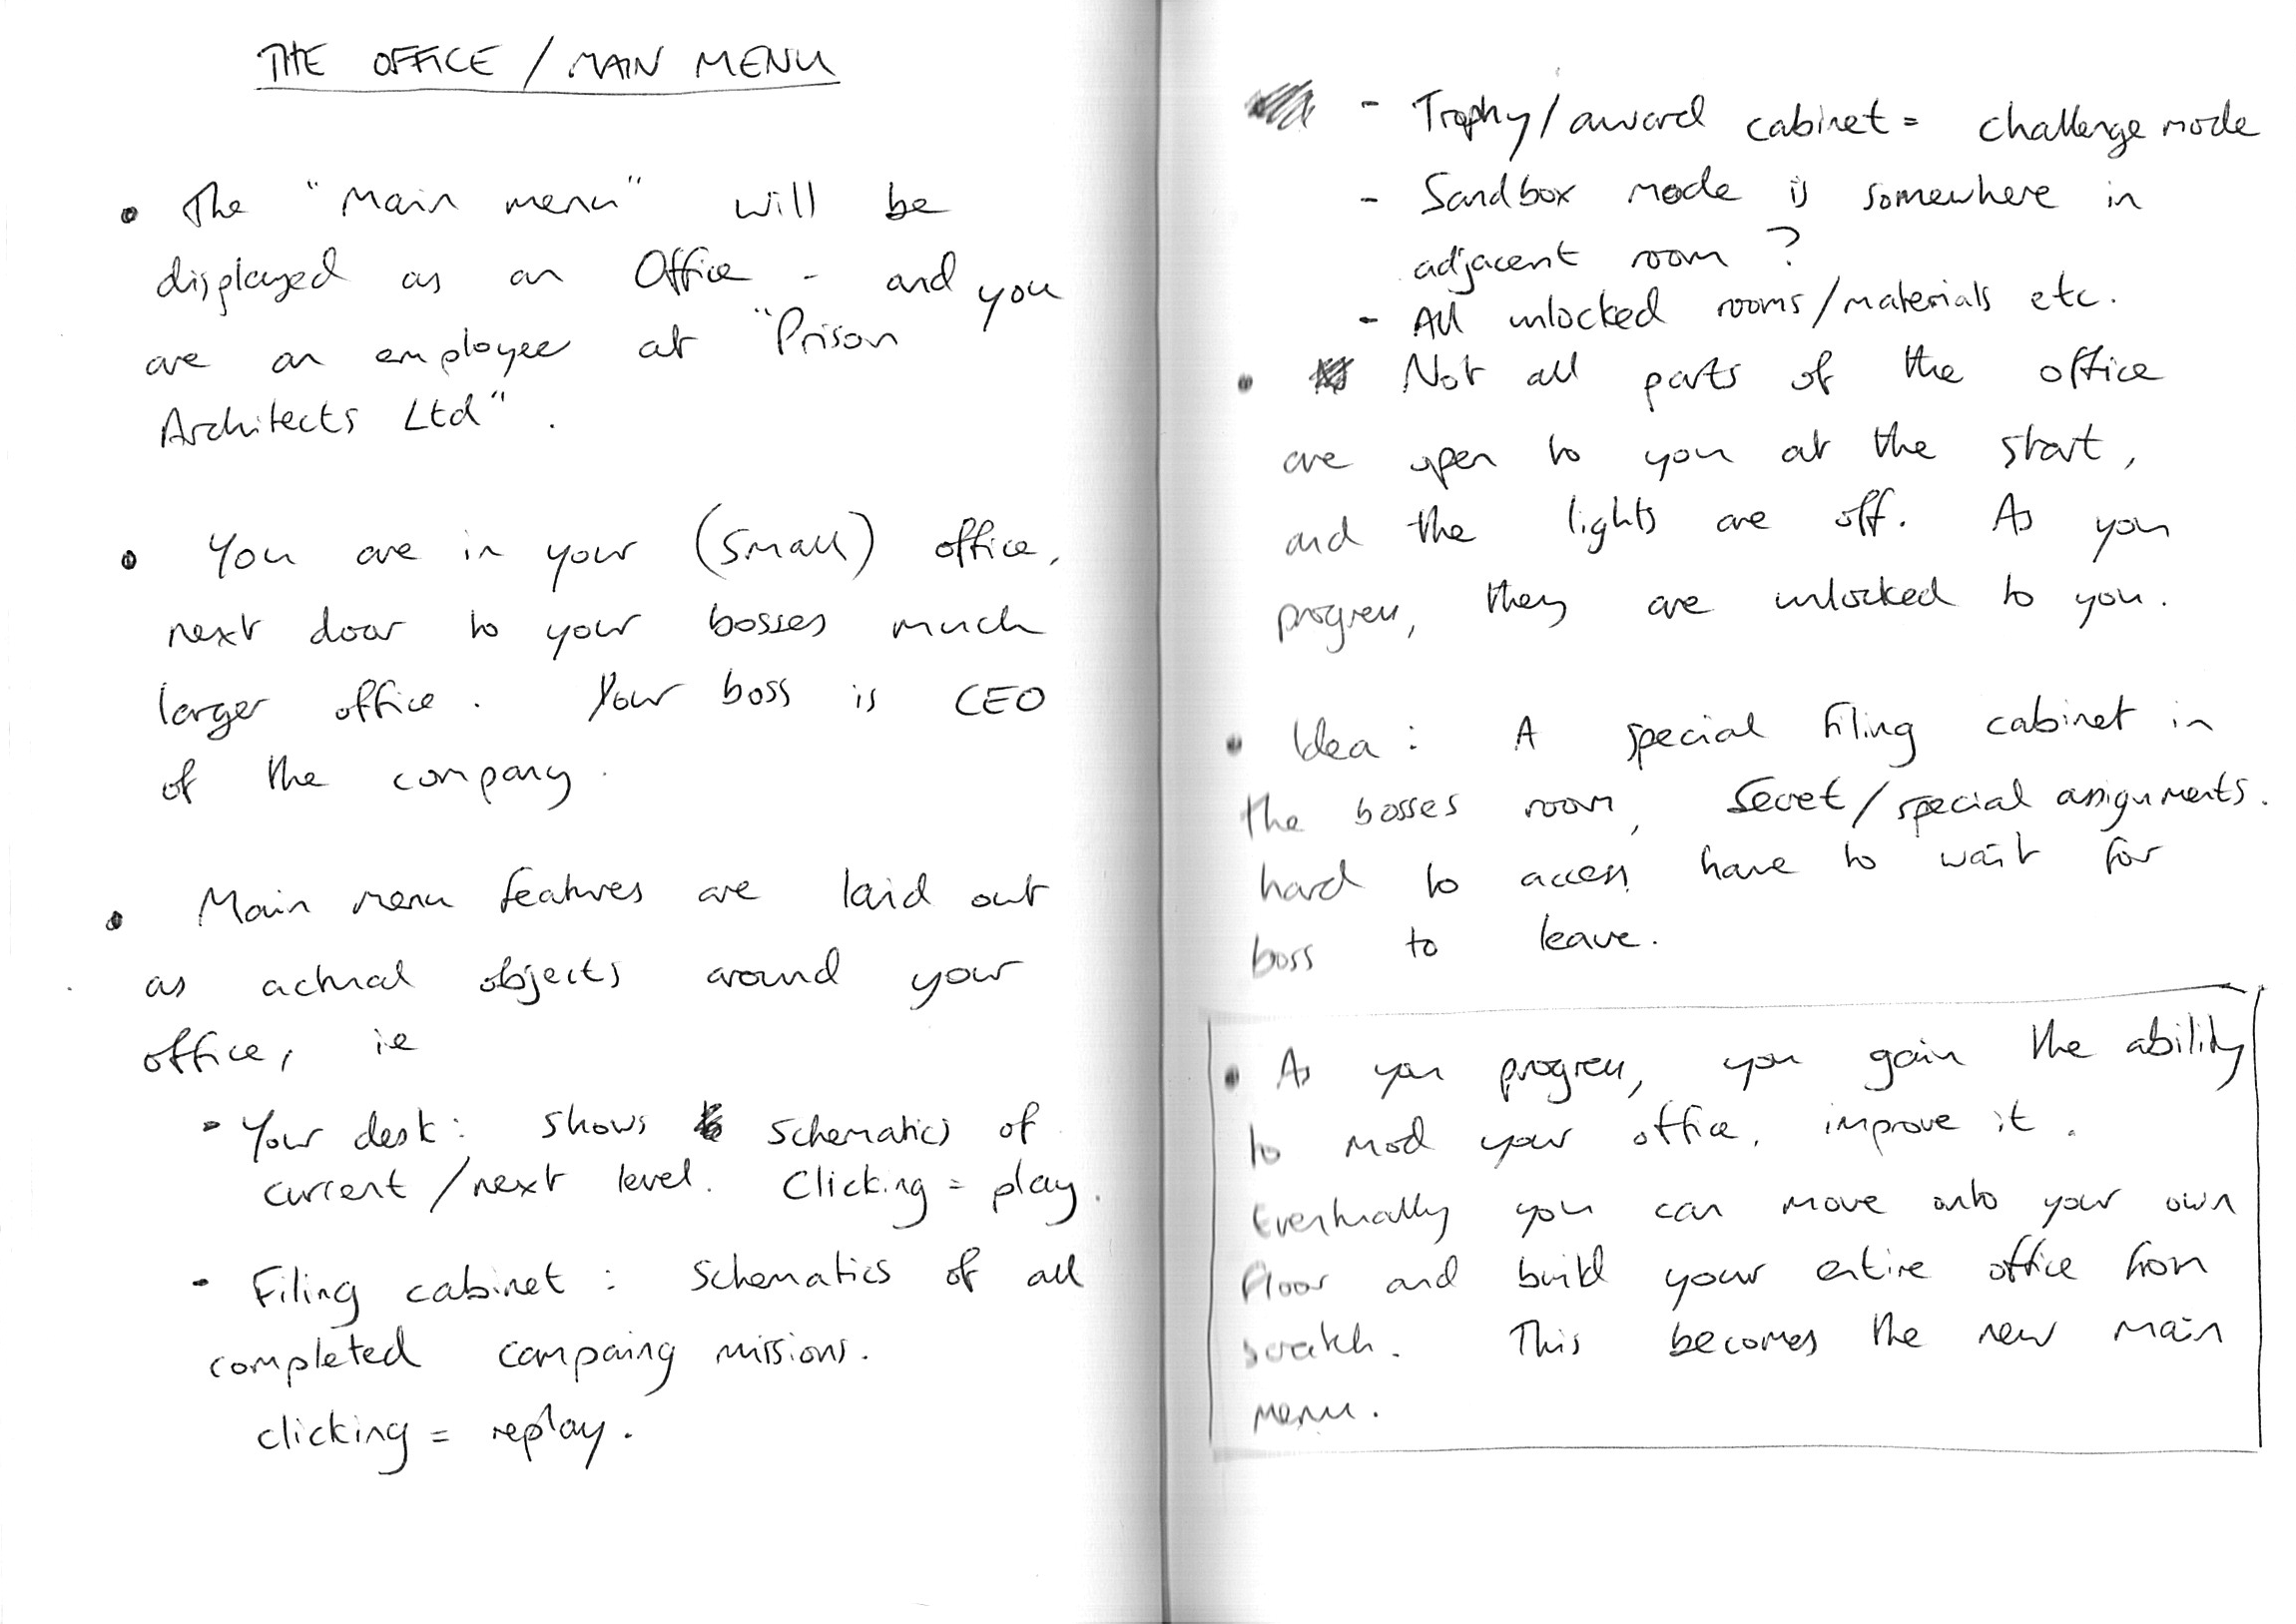 THE OFFICE / MAIN MENU
• The "Main menu" will be
displayed as an Office - and you
are an employee at "Prison
Architects Ltd".
• You are in your (small) office,
next door to your bosses much
larger office. Your boss is CEO
of the company.
• Main menu features are laid out
as actual objects around your
office, ie
- Your desk: shows schematics of
current/next level. Clicking = play.
- Filing cabinet: Schematics of all
completed campaing missions.
clicking = replay.
- Trophy/award cabinet = challenge mode
- Sandbox mode is somewhere in
adjacent room?
- All unlocked rooms/materials etc.
• Not all parts of the office
are open to you at the start,
and the lights are off. As you
progress, they are unlocked to you.
• Idea: A special filing cabinet in
the bosses room, Secret/special assignments.
hard to access, have to wait for
boss to leave.
• As you progress, you gain the ability
to mod your office, improve it.
Eventually you can move onto your own
floor and build your entire office from
scratch. This becomes the new main
menu.